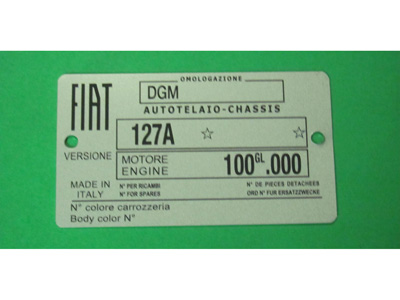 OMOLOGAZIONE
FIAT
DGM
AUTOTELAIO-CHASSIS
127A ☆ ☆
VERSIONE
MOTORE
ENGINE
100GL.000
MADE IN
ITALY
N° PER RICAMBI
N° FOR SPARES
N° DE PIECES DETACHEES
ORD N° FUR ERSATZZWECKE
N° colore carrozzeria
Body color N°